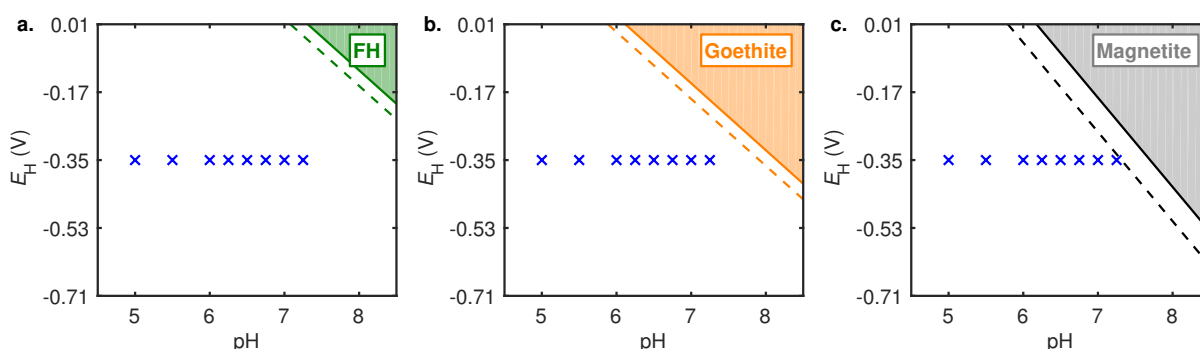 a.
0.01
-0.17
-0.35
-0.53
-0.71
E_H (V)
FH
5 6 7 8
pH
b.
0.01
-0.17
-0.35
-0.53
-0.71
E_H (V)
Goethite
5 6 7 8
pH
c.
0.01
-0.17
-0.35
-0.53
-0.71
E_H (V)
Magnetite
5 6 7 8
pH